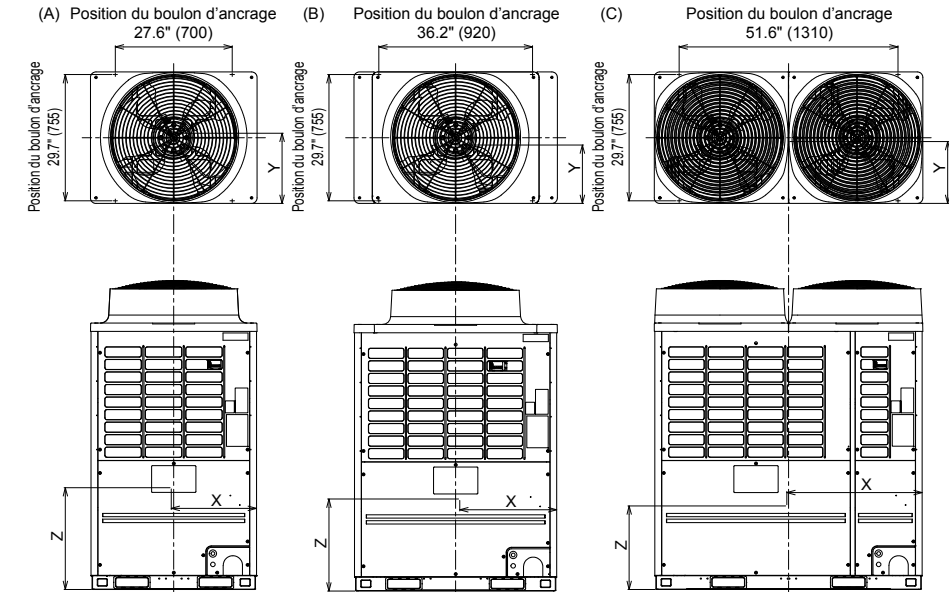 (A) Position du boulon d'ancrage
27.6" (700)
Position du boulon d'ancrage
29.7" (755)
Y
X
Z
(B) Position du boulon d'ancrage
36.2" (920)
Position du boulon d'ancrage
29.7" (755)
Y
X
Z
(C) Position du boulon d'ancrage
51.6" (1310)
Position du boulon d'ancrage
29.7" (755)
Y
X
Z